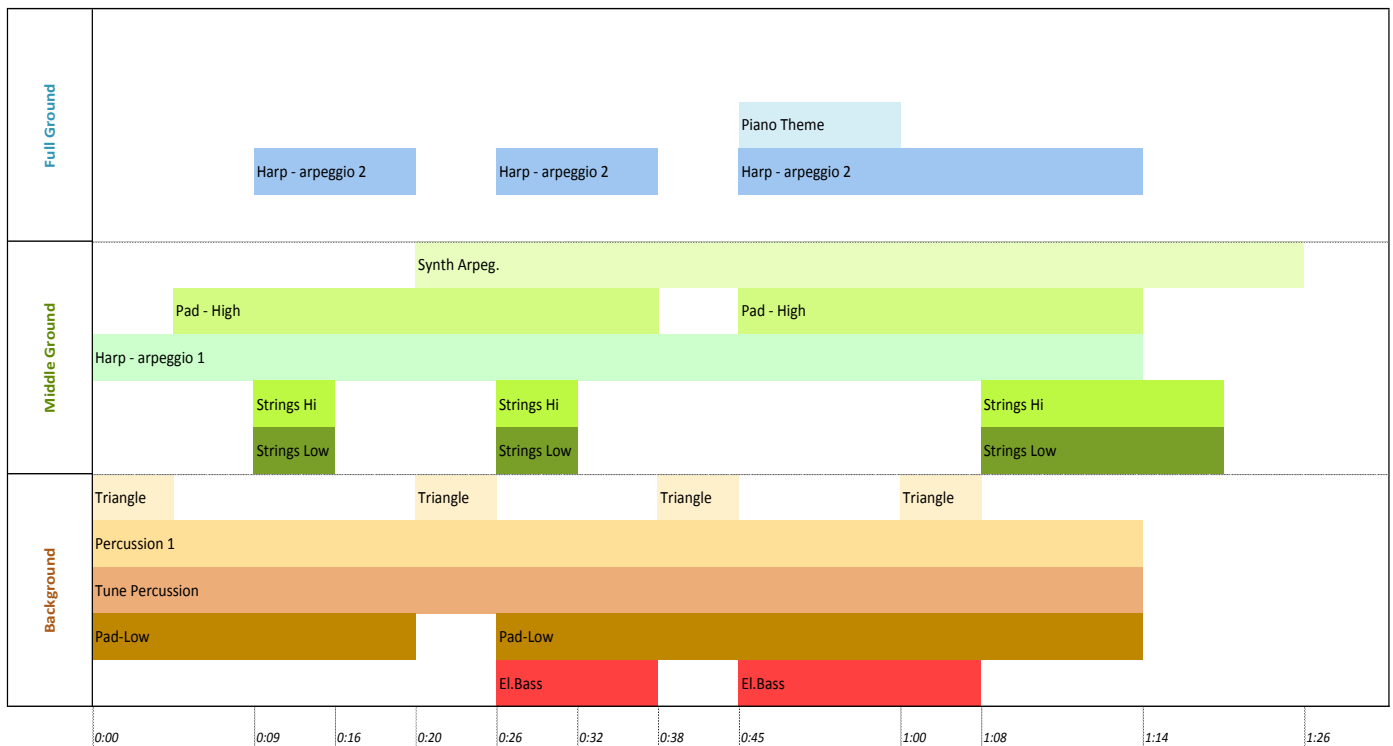 Full Ground
Piano Theme
Harp - arpeggio 2
Harp - arpeggio 2
Harp - arpeggio 2
Middle Ground
Synth Arpeg.
Pad - High
Pad - High
Harp - arpeggio 1
Strings Hi
Strings Hi
Strings Hi
Strings Low
Strings Low
Strings Low
Background
Triangle
Triangle
Triangle
Triangle
Percussion 1
Tune Percussion
Pad-Low
Pad-Low
El.Bass
El.Bass
0:00
0:09
0:16
0:20
0:26
0:32
0:38
0:45
1:00
1:08
1:14
1:26